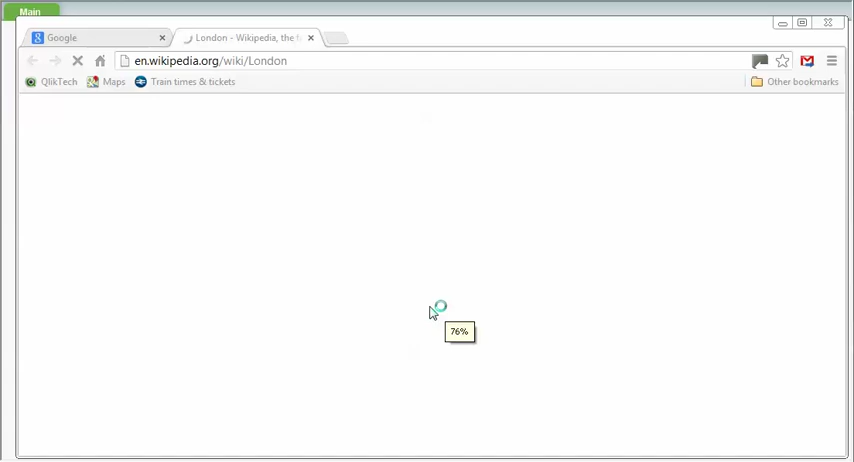 Main
Google
London - Wikipedia, the f
en.wikipedia.org/wiki/London
QlikTech Maps Train times & tickets Other bookmarks
76%